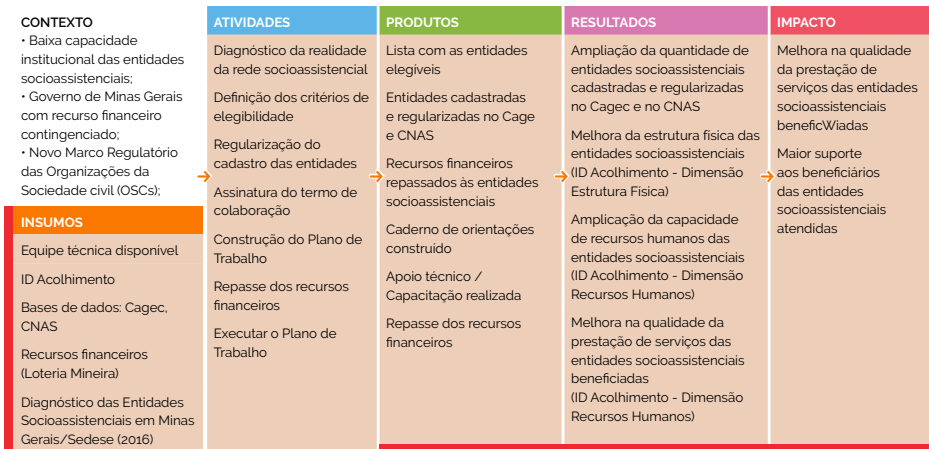 CONTEXTO
• Baixa capacidade
institucional das entidades
socioassistenciais;
• Governo de Minas Gerais
com recurso financeiro
contingenciado;
• Novo Marco Regulatório
das Organizações da
Sociedade civil (OSCs);
INSUMOS
Equipe técnica disponível
ID Acolhimento
Bases de dados: Cagec,
CNAS
Recursos financeiros
(Loteria Mineira)
Diagnóstico das Entidades
Socioassistenciais em Minas
Gerais/Sedese (2016)
ATIVIDADES
Diagnóstico da realidade
da rede socioassistencial
Definição dos critérios de
elegibilidade
Regularização do
cadastro das entidades
Assinatura do termo de
colaboração
Construção do Plano de
Trabalho
Repasse dos recursos
financeiros
Executar o Plano de
Trabalho
PRODUTOS
Lista com as entidades
elegíveis
Entidades cadastradas
e regularizadas no Cage
e CNAS
Recursos financeiros
repassados às entidades
socioassistenciais
Caderno de orientações
construído
Apoio técnico /
Capacitação realizada
Repasse dos recursos
financeiros
RESULTADOS
Ampliação da quantidade de
entidades socioassistenciais
cadastradas e regularizadas
no Cagec e no CNAS
Melhora da estrutura física das
entidades socioassistenciais
(ID Acolhimento - Dimensão
Estrutura Física)
Amplicação da capacidade
de recursos humanos das
entidades socioassistenciais
(ID Acolhimento - Dimensão
Recursos Humanos)
Melhora na qualidade da
prestação de serviços das
entidades socioassistenciais
beneficiadas
(ID Acolhimento - Dimensão
Recursos Humanos)
IMPACTO
Melhora na qualidade
da prestação de
serviços das entidades
socioassistenciais
beneficWiadas
Maior suporte
aos beneficiários
das entidades
socioassistenciais
atendidas